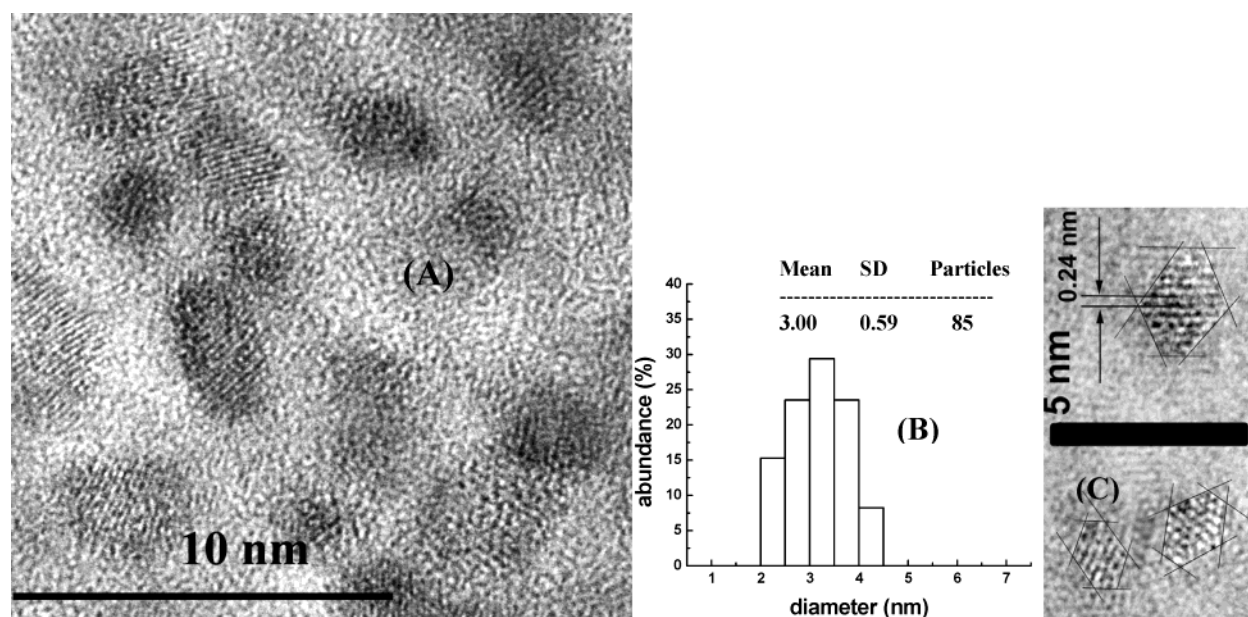 (A)
10 nm
Mean SD Particles
---------------------------------------
3.00 0.59 85
40
35
30
25
20
15
10
5
0
abundance (%)
(B)
1 2 3 4 5 6 7
diameter (nm)
0.24 nm
5 nm
(C)